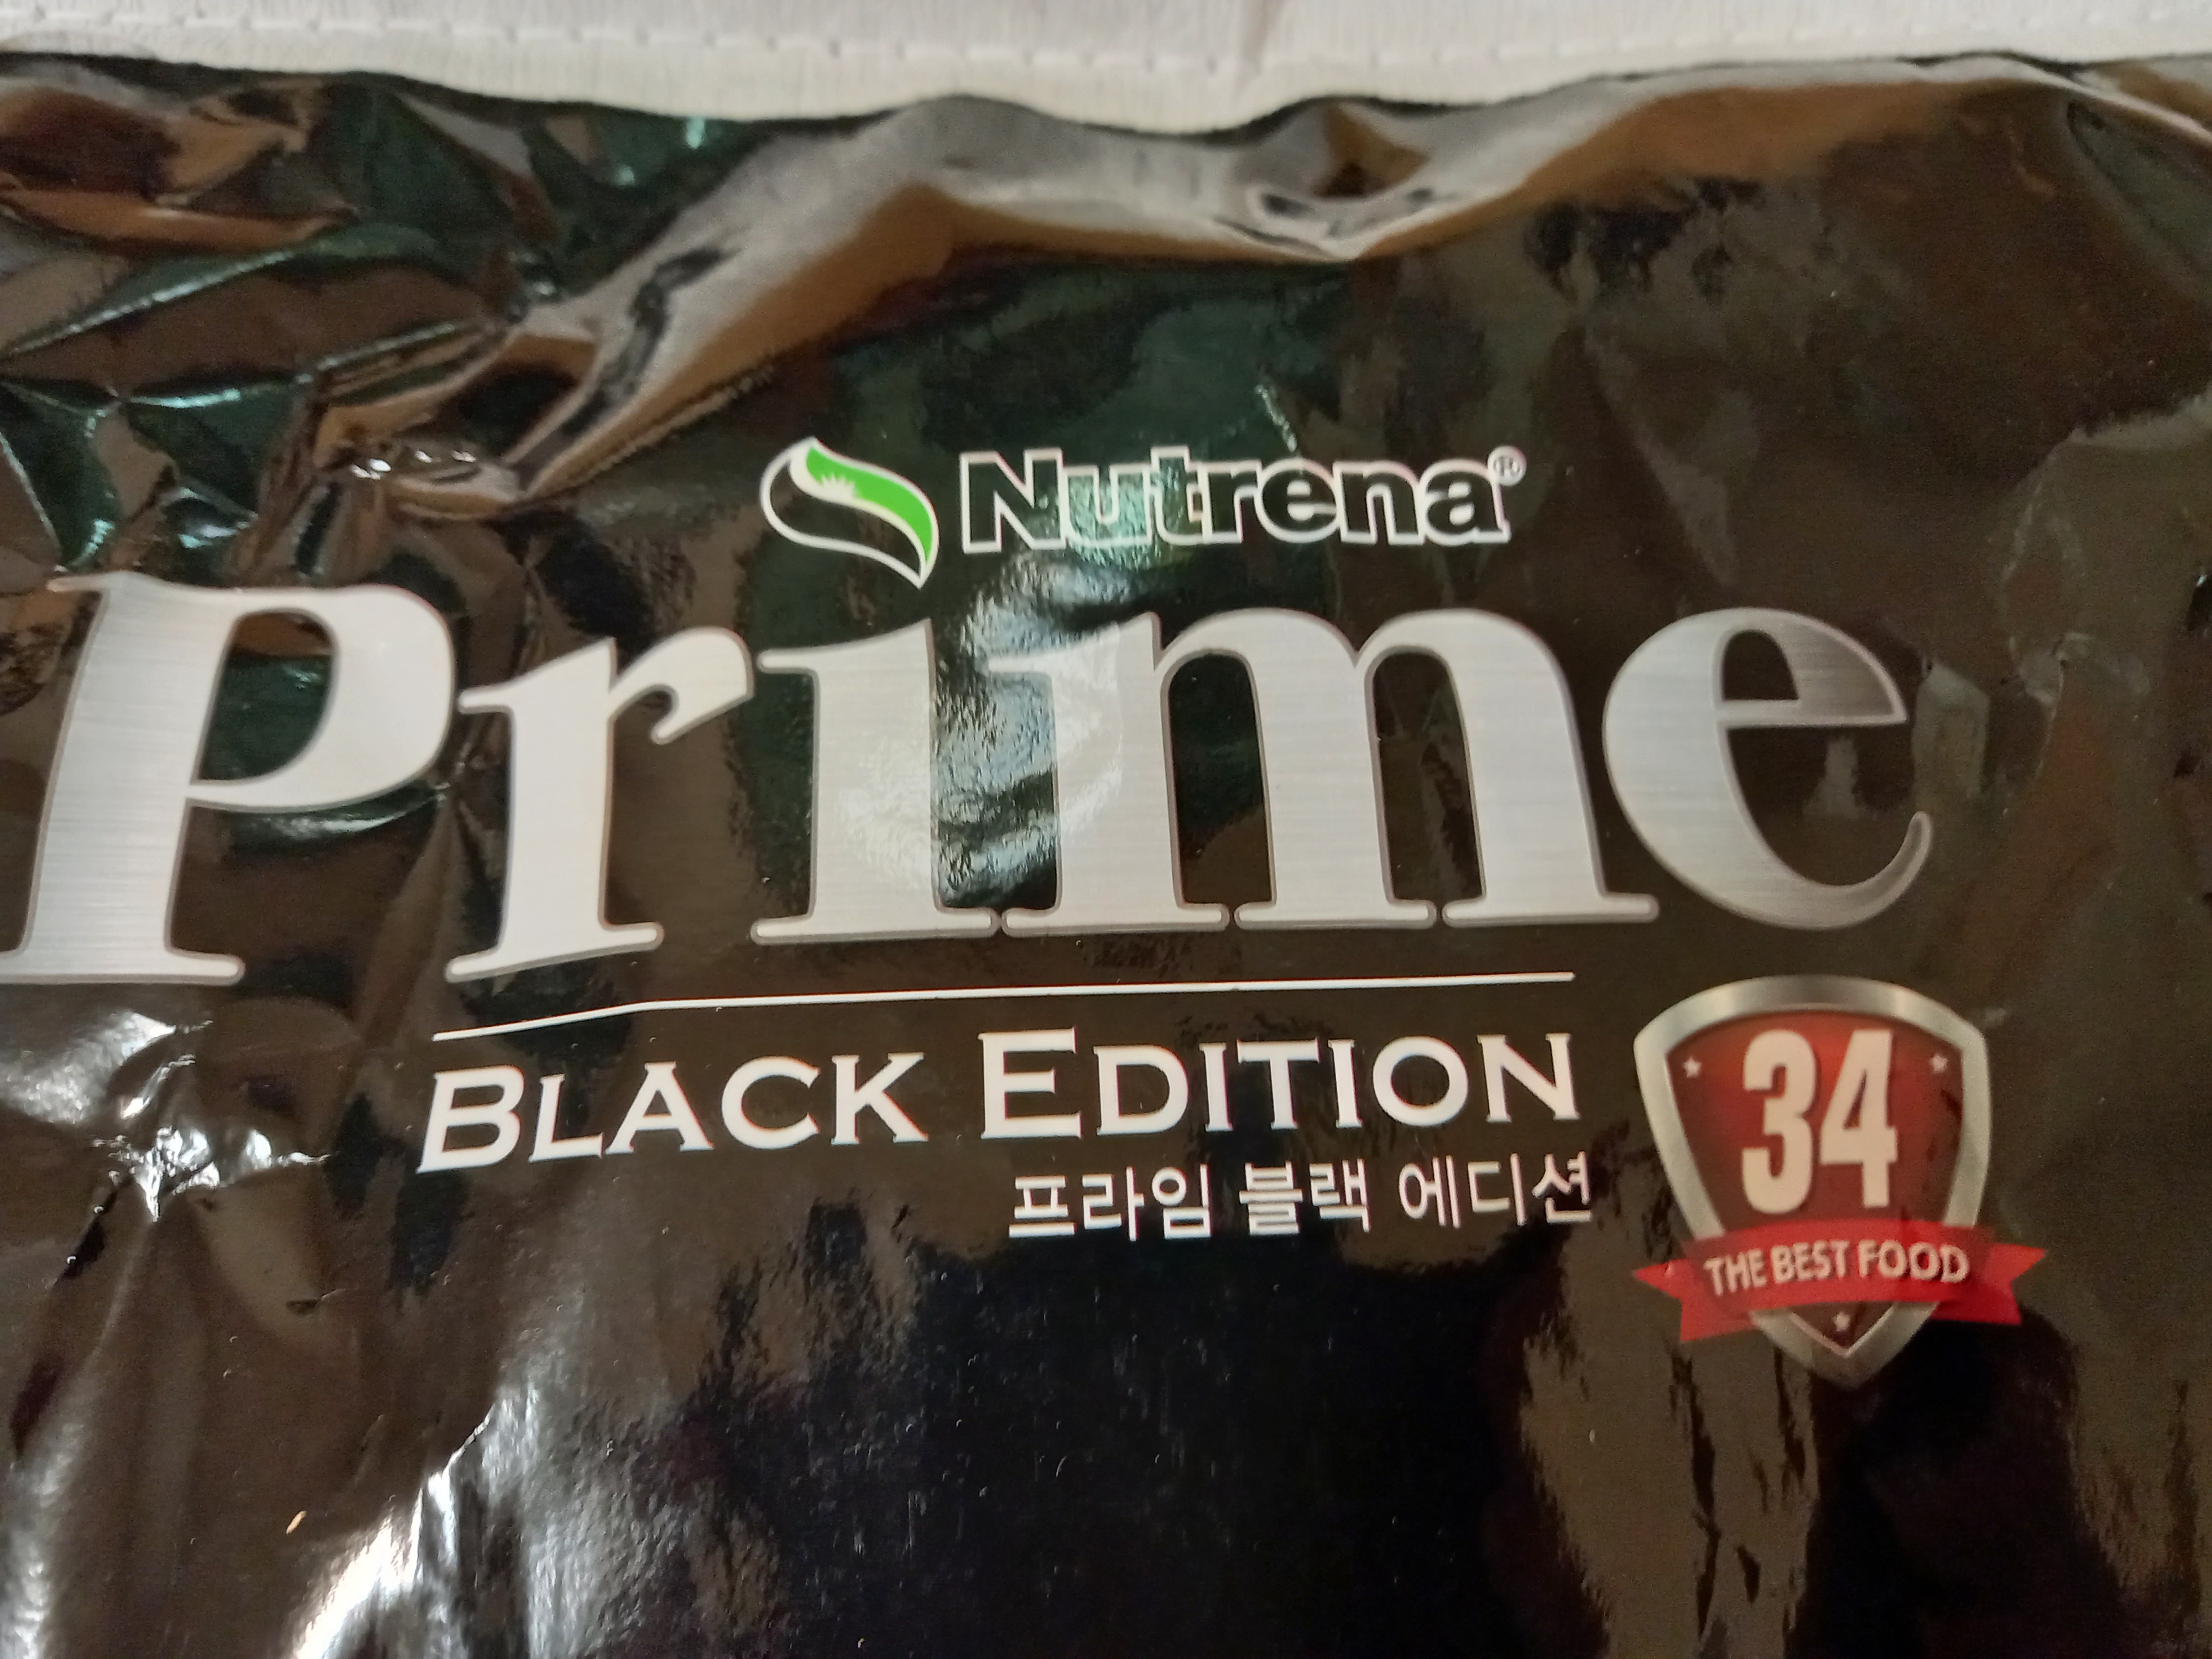 Nutrena®
Prime
BLACK EDITION
프라임 블랙 에디션
34
THE BEST FOOD